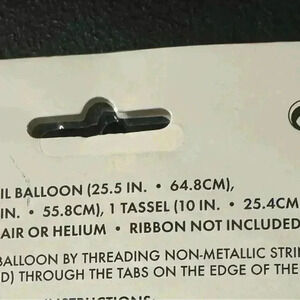 IL BALLOON (25.5 IN. • 64.8CM),
IN. • 55.8CM), 1 TASSEL (10 IN. • 25.4CM
AIR OR HELIUM • RIBBON NOT INCLUDED
BALLOON BY THREADING NON-METALLIC STRI
D) THROUGH THE TABS ON THE EDGE OF THE
INSTRUCTIONS: